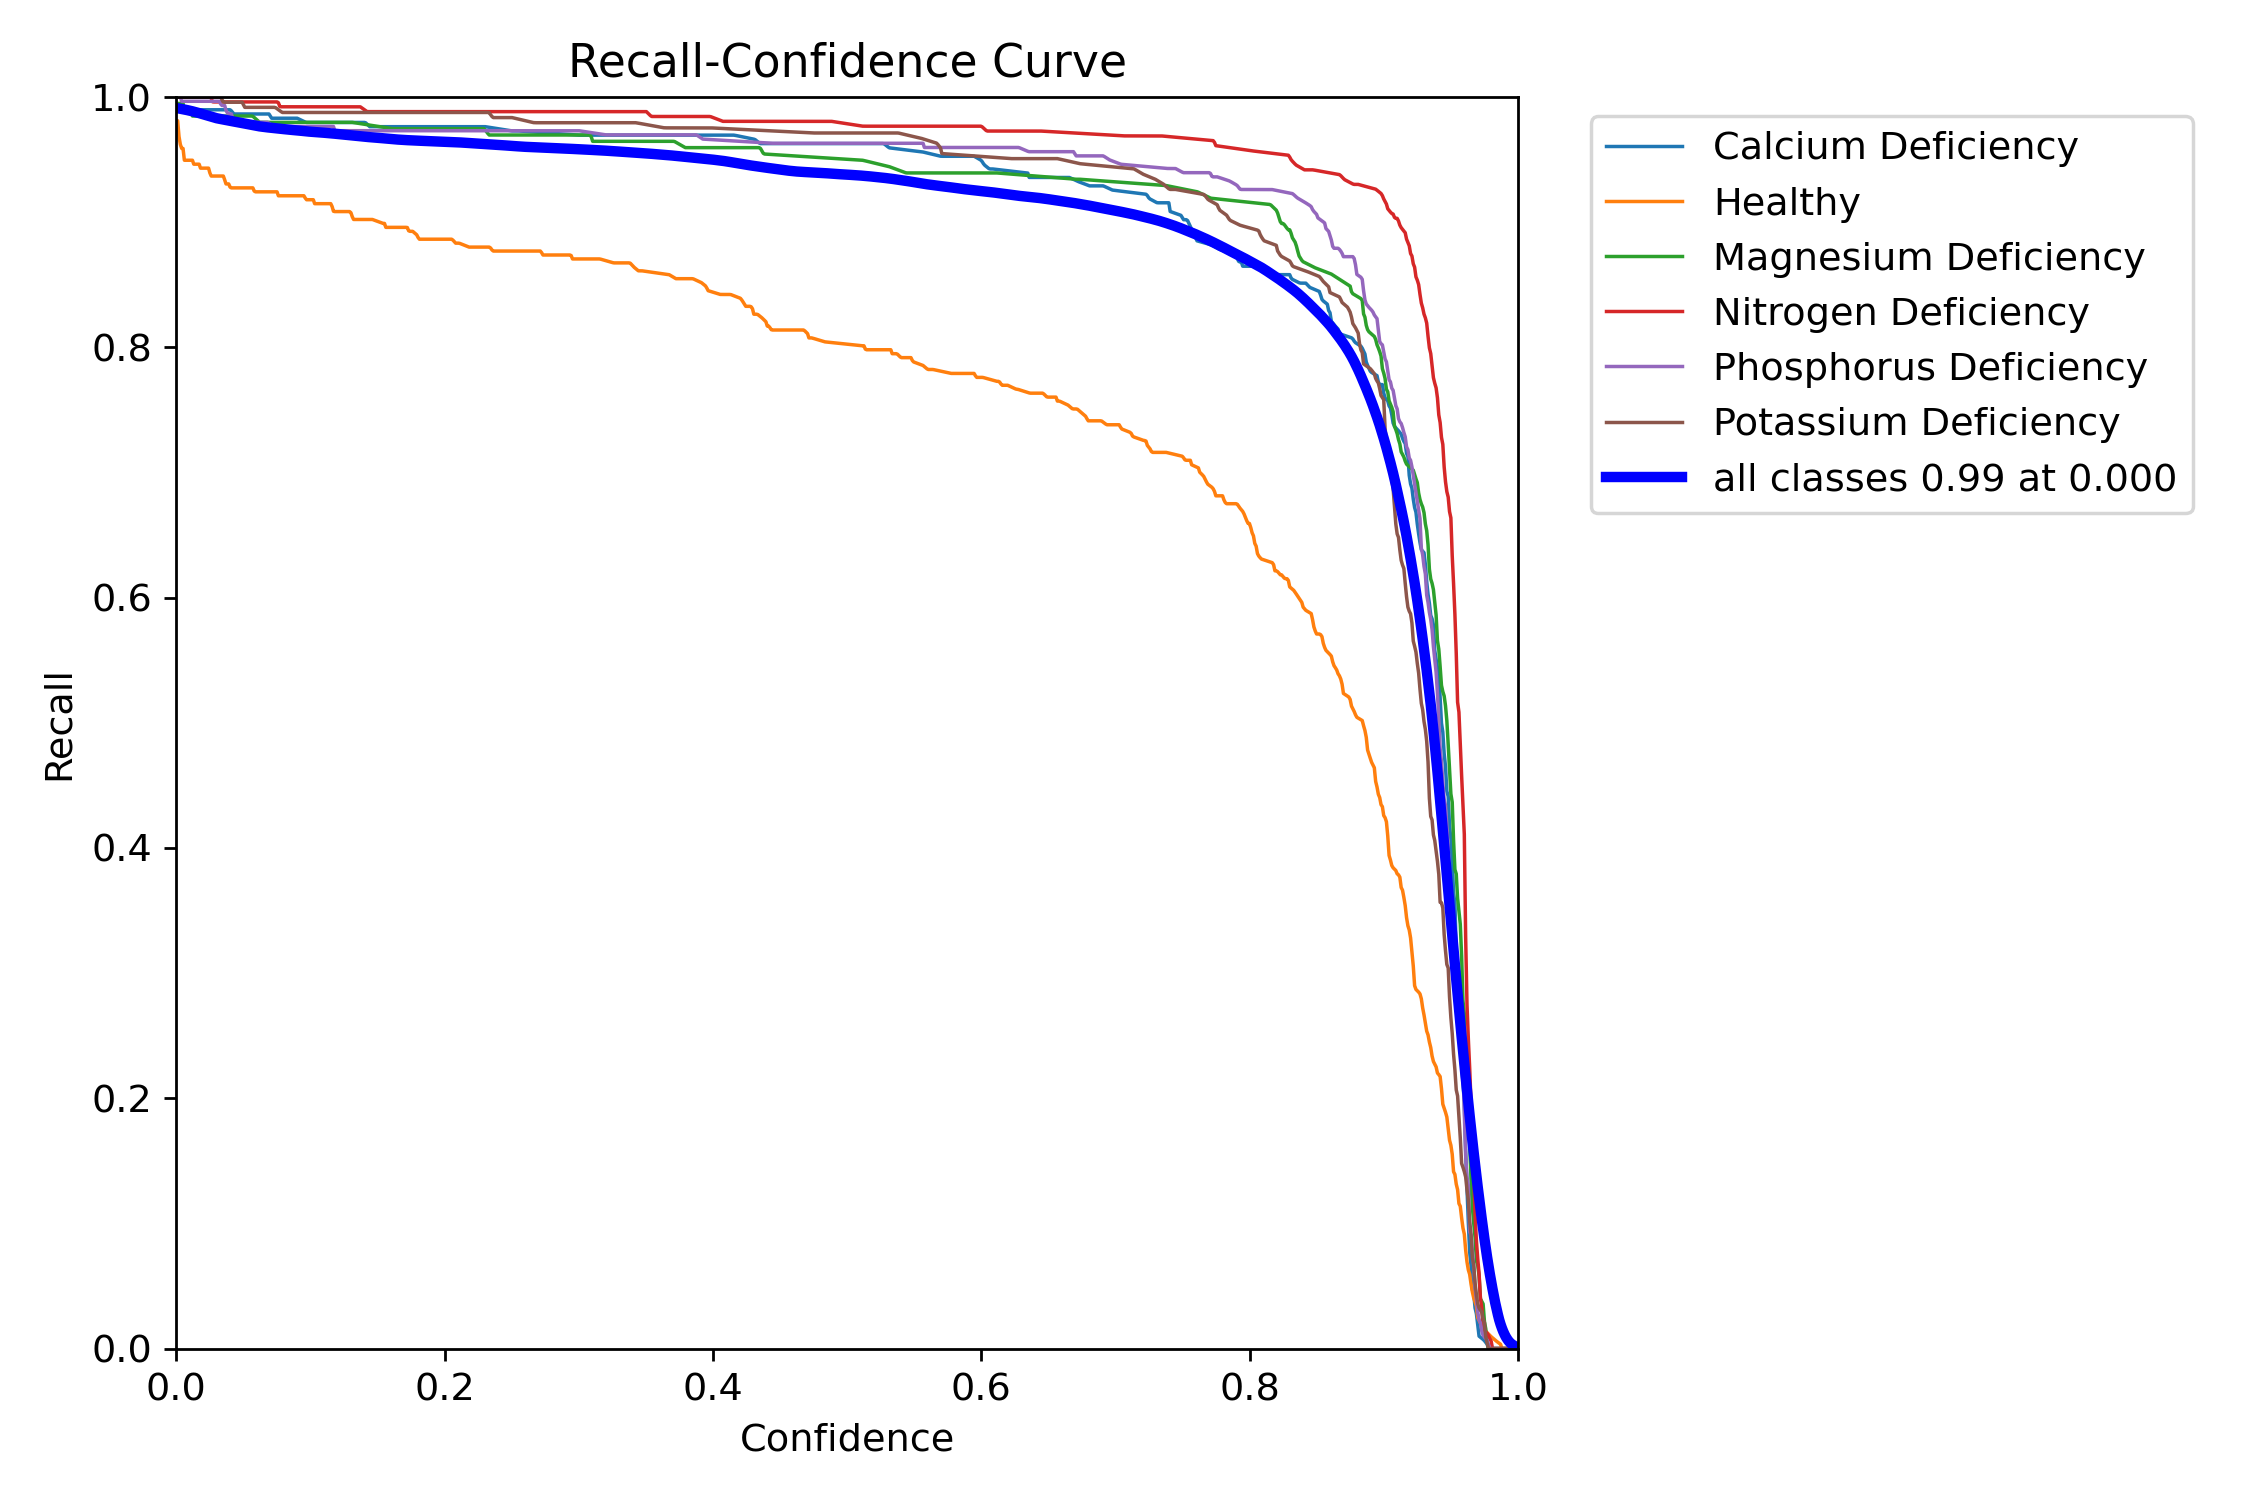 Recall-Confidence Curve
1.0
0.8
0.6
0.4
0.2
0.0
Recall
0.0 0.2 0.4 0.6 0.8 1.0
Confidence
Calcium Deficiency
Healthy
Magnesium Deficiency
Nitrogen Deficiency
Phosphorus Deficiency
Potassium Deficiency
all classes 0.99 at 0.000